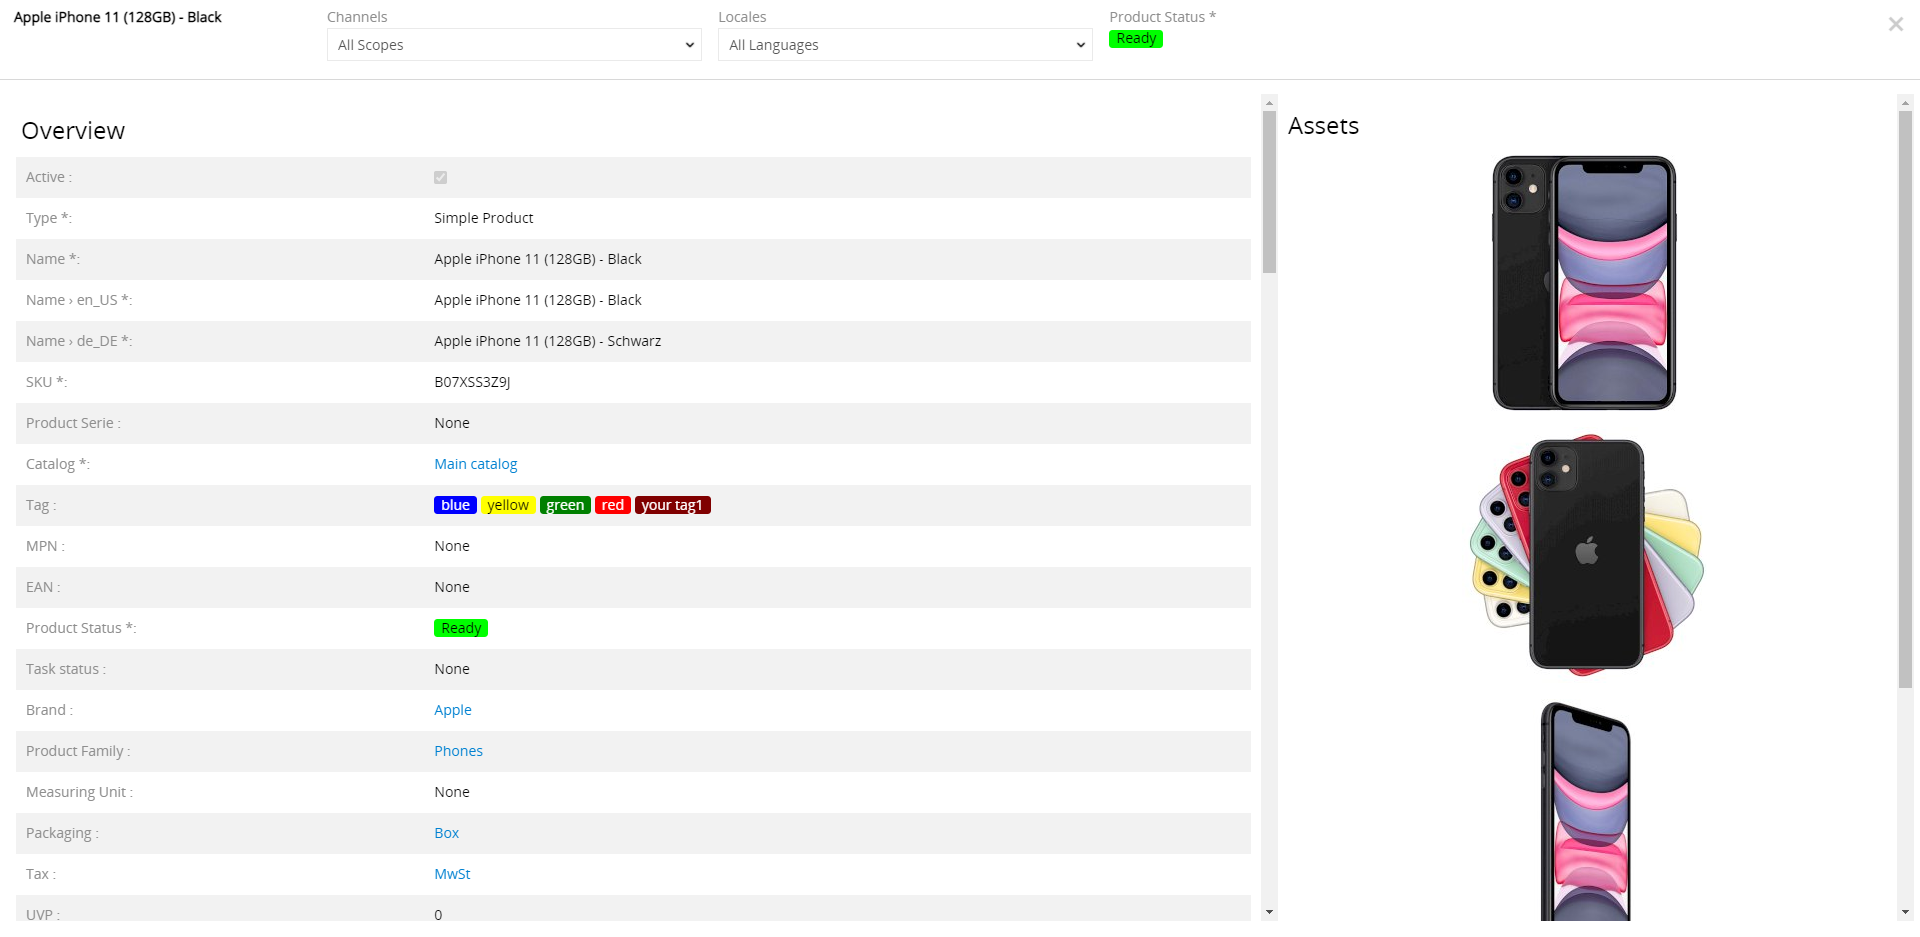 Apple iPhone 11 (128GB) - Black
Channels
All Scopes
Locales
All Languages
Product Status *
Ready
Overview
Active :
Type *: Simple Product
Name *: Apple iPhone 11 (128GB) - Black
Name › en_US *: Apple iPhone 11 (128GB) - Black
Name › de_DE *: Apple iPhone 11 (128GB) - Schwarz
SKU *: B07XSS3Z9J
Product Serie : None
Catalog *: Main catalog
Tag : blue yellow green red your tag1
MPN : None
EAN : None
Product Status *: Ready
Task status : None
Brand : Apple
Product Family : Phones
Measuring Unit : None
Packaging : Box
Tax : MwSt
UVP : 0
Assets